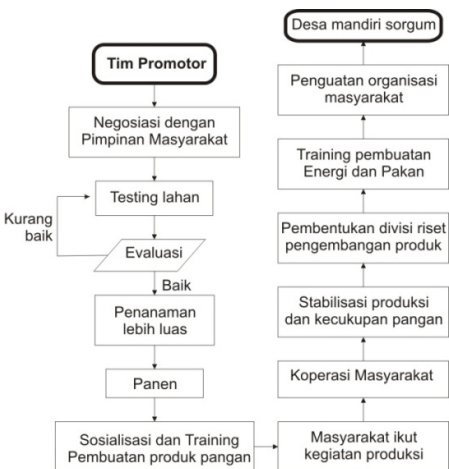 Tim Promotor
Negosiasi dengan
Pimpinan Masyarakat
Testing lahan
Kurang
baik
Evaluasi
Baik
Penanaman
lebih luas
Panen
Sosialisasi dan Training
Pembuatan produk pangan
Masyarakat ikut
kegiatan produksi
Koperasi Masyarakat
Stabilisasi produksi
dan kecukupan pangan
Pembentukan divisi riset
pengembangan produk
Training pembuatan
Energi dan Pakan
Penguatan organisasi
masyarakat
Desa mandiri sorgum